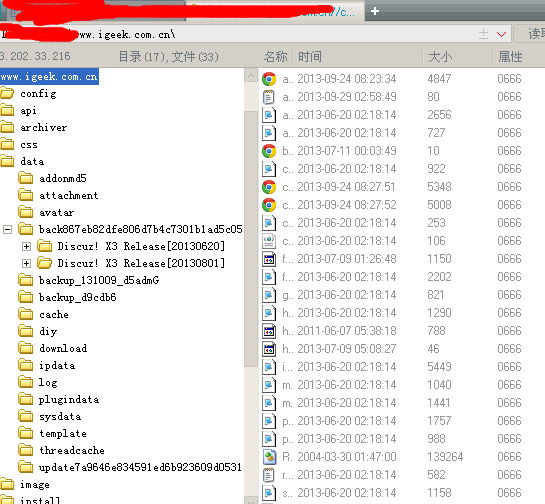 .com.cn//c...
www.igeek.com.cn\
读取
3.202.33.216
目录(17),文件(33)
名称 时间 大小 属性
www.igeek.com.cn
config
api
archiver
css
data
addonmd5
attachment
avatar
back867eb82dfe806d7b4c7301b1ad5c05
Discuz! X3 Release[20130620]
Discuz! X3 Release[20130801]
backup_131009_d5admG
backup_d9cdb6
cache
diy
download
ipdata
log
plugindata
sysdata
template
threadcache
update7a9646e834591ed6b923609d0531
image
install
a.. 2013-09-24 08:23:34 4847 0666
a.. 2013-09-29 02:58:49 80 0666
a.. 2013-06-20 02:18:14 2656 0666
a.. 2013-06-20 02:18:14 727 0666
b.. 2013-07-11 00:03:49 10 0666
c.. 2013-06-20 02:18:14 922 0666
c.. 2013-09-24 08:27:51 5348 0666
c.. 2013-09-24 08:27:52 5008 0666
c.. 2013-06-20 02:18:14 253 0666
c.. 2013-06-20 02:18:14 106 0666
f... 2013-07-09 01:26:48 1150 0666
f... 2013-06-20 02:18:14 2202 0666
g.. 2013-06-20 02:18:14 821 0666
h.. 2013-06-20 02:18:14 1290 0666
h.. 2011-06-07 05:38:18 788 0666
h.. 2013-07-09 05:08:27 46 0666
i... 2013-06-20 02:18:14 5449 0666
m.. 2013-06-20 02:18:14 1040 0666
m.. 2013-06-20 02:18:14 1441 0666
p.. 2013-06-20 02:18:14 1757 0666
p.. 2013-06-20 02:18:14 988 0666
R.. 2004-03-30 01:47:00 139264 0666
r... 2013-06-20 02:18:14 582 0666
s.. 2013-06-20 02:18:14 1158 0666